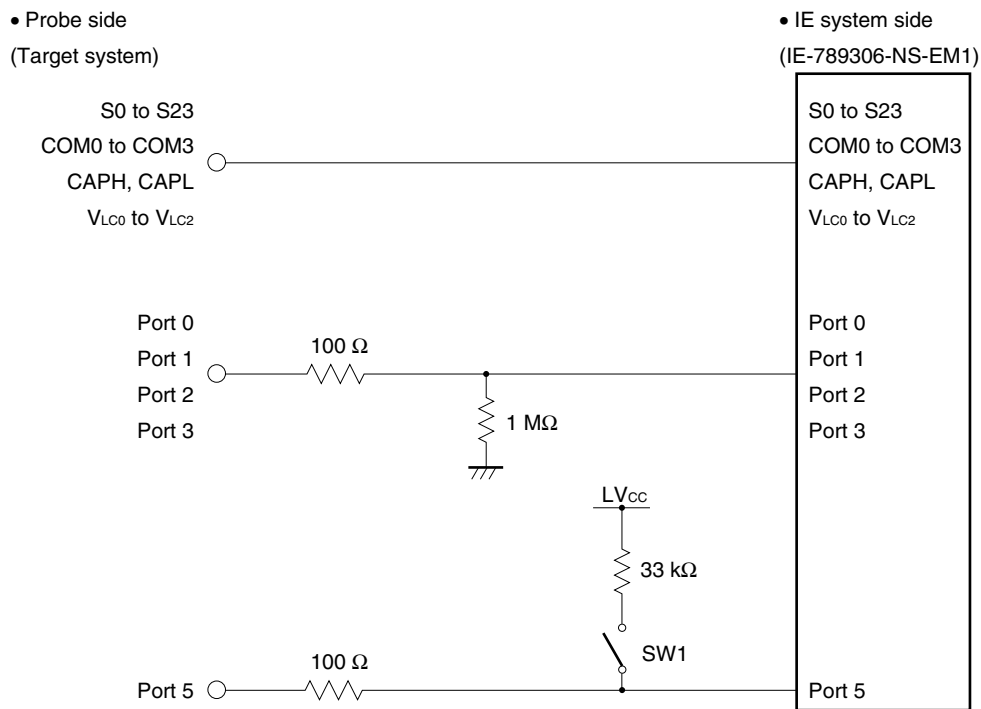 • Probe side
(Target system)
• IE system side
(IE-789306-NS-EM1)
S0 to S23
COM0 to COM3
CAPH, CAPL
VLC0 to VLC2
S0 to S23
COM0 to COM3
CAPH, CAPL
VLC0 to VLC2
Port 0
Port 1
Port 2
Port 3
100 Ω
1 MΩ
Port 0
Port 1
Port 2
Port 3
LVCC
33 kΩ
SW1
Port 5
100 Ω
Port 5